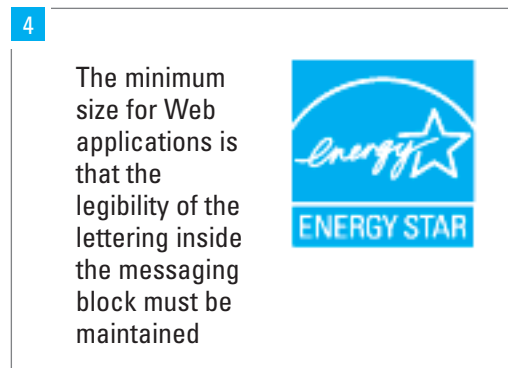 4
The minimum
size for Web
applications is
that the
legibility of the
lettering inside
the messaging
block must be
maintained
energy
ENERGY STAR